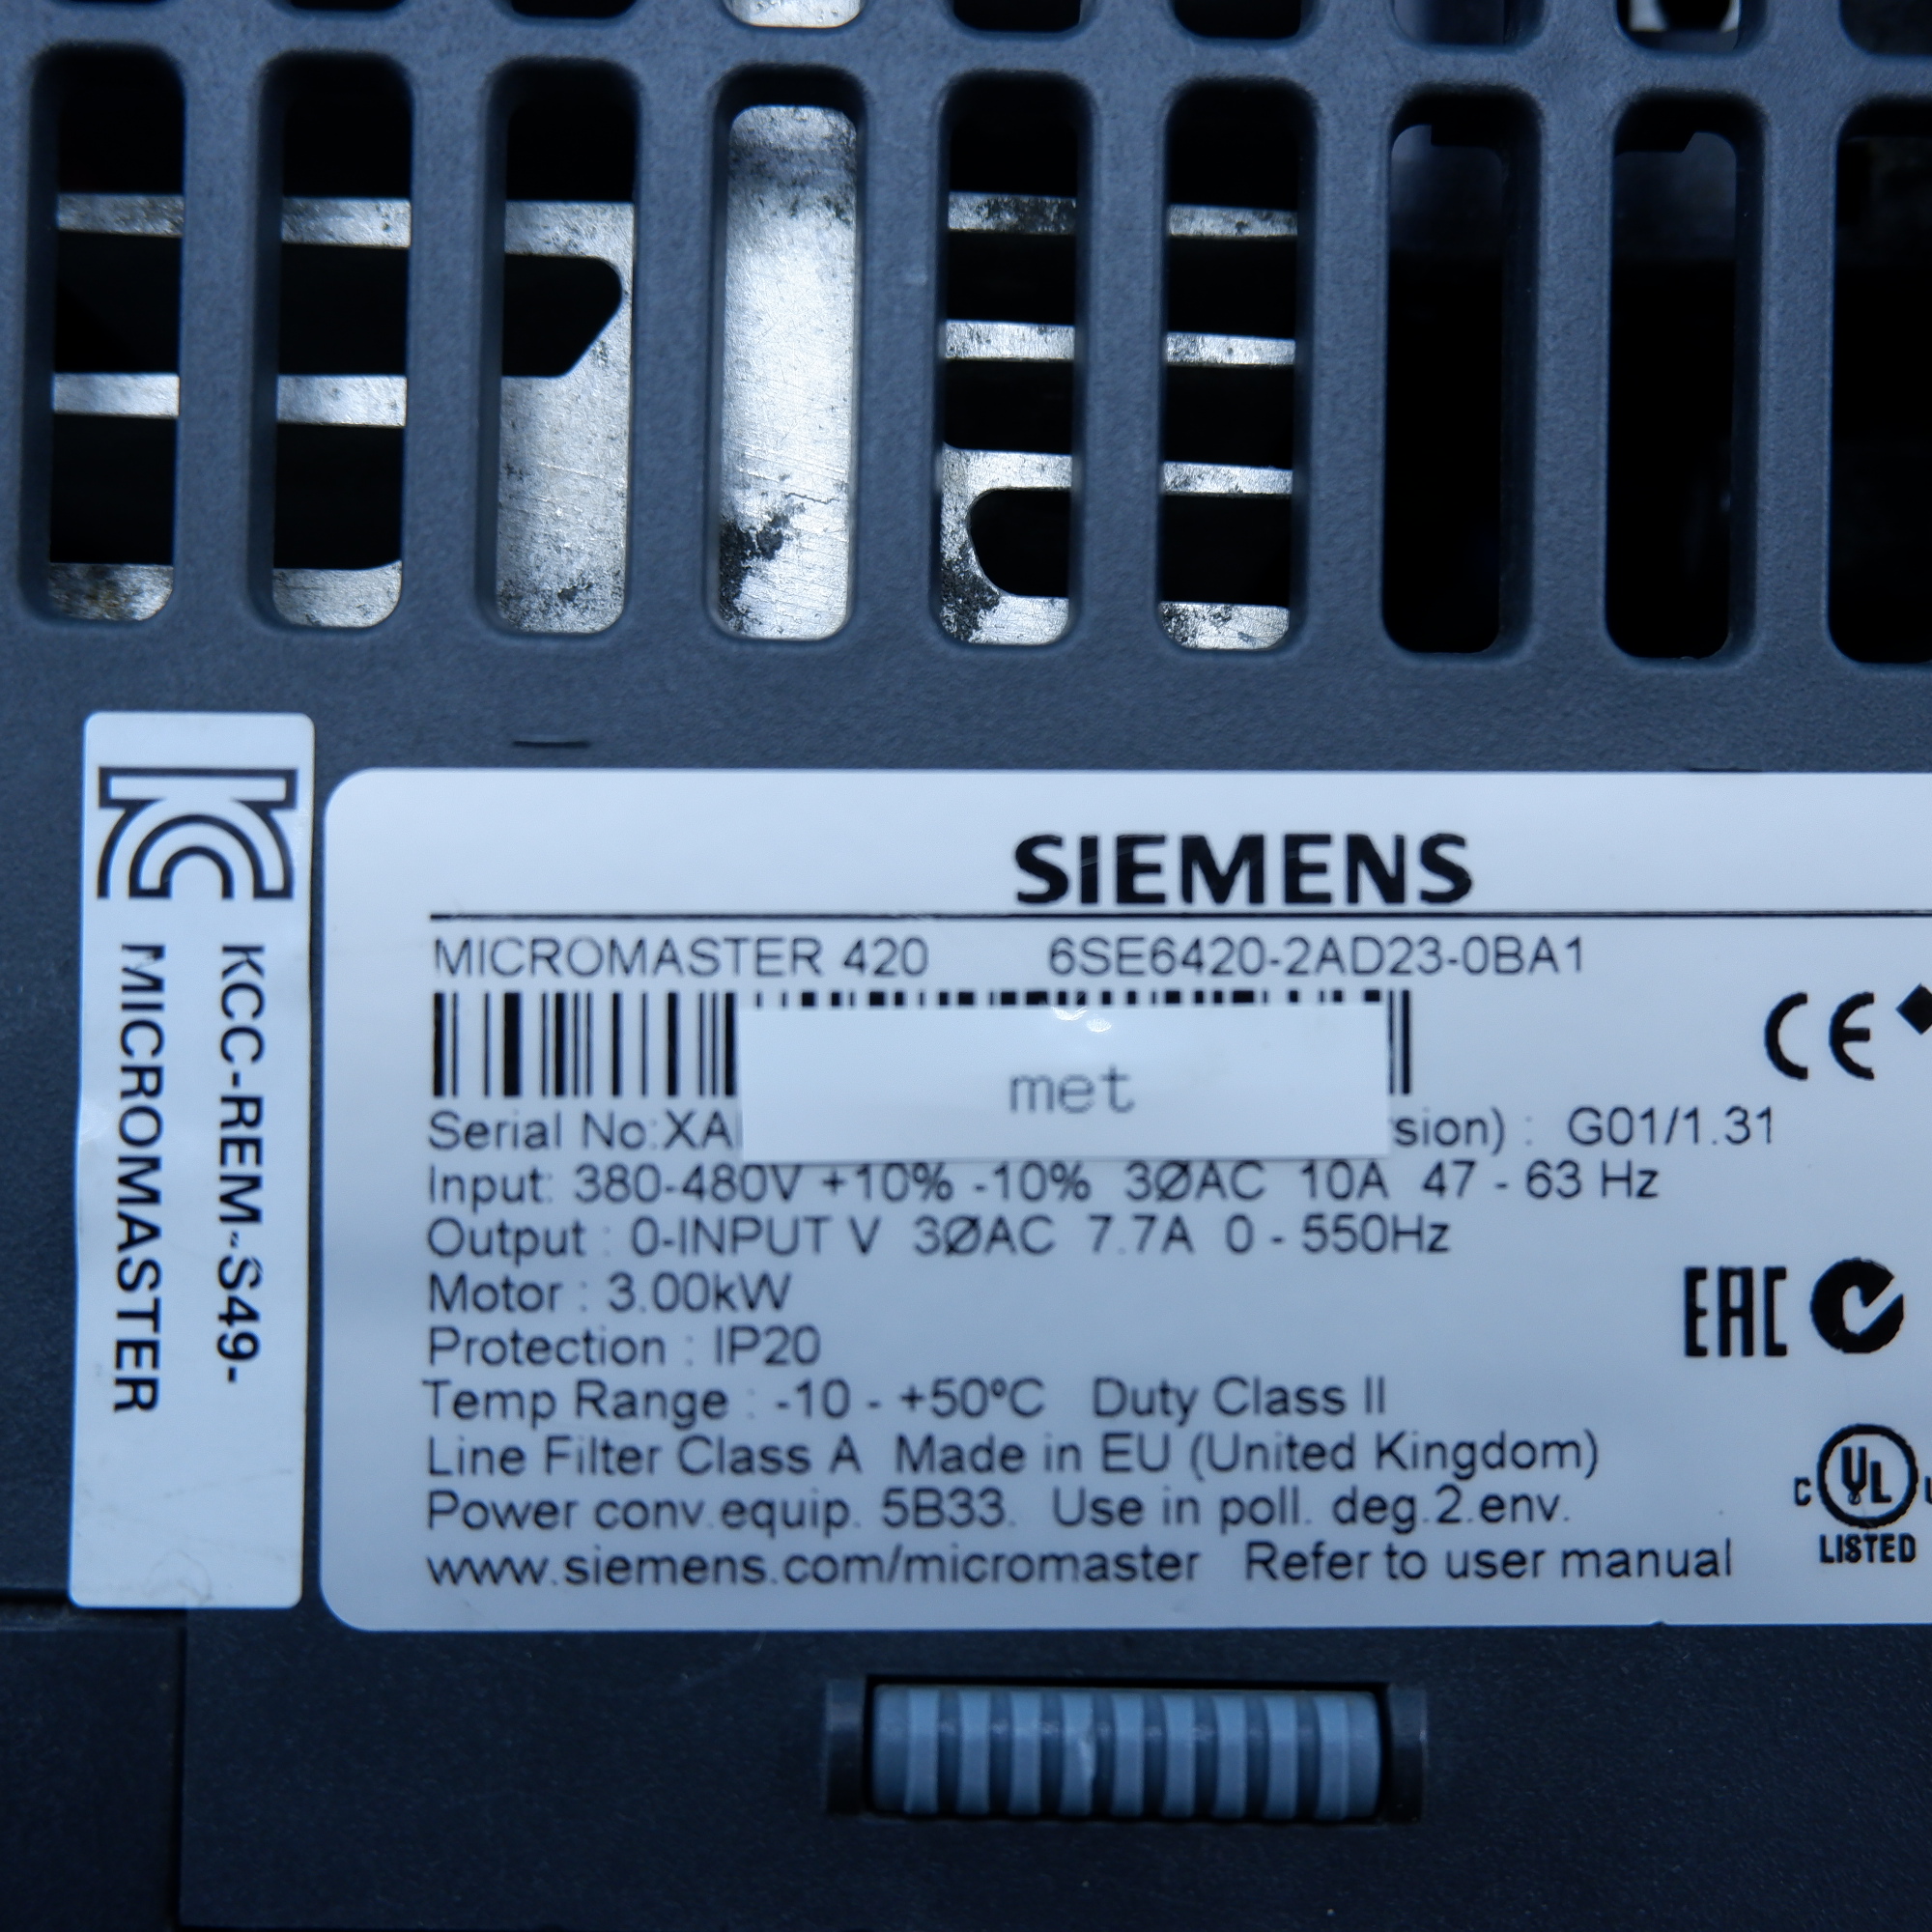 KCC-REM-S49-
MICROMASTER
SIEMENS
MICROMASTER 420 6SE6420-2AD23-0BA1
met
Serial No:XA sion) : G01/1.31
Input: 380-480V +10% -10% 3ØAC 10A 47 - 63 Hz
Output : 0-INPUT V 3ØAC 7.7A 0 - 550Hz
Motor : 3.00kW
Protection : IP20
Temp Range : -10 - +50ºC Duty Class II
Line Filter Class A Made in EU (United Kingdom)
Power conv.equip. 5B33. Use in poll. deg.2.env.
www.siemens.com/micromaster Refer to user manual
CE
EAC
C UL
LISTED